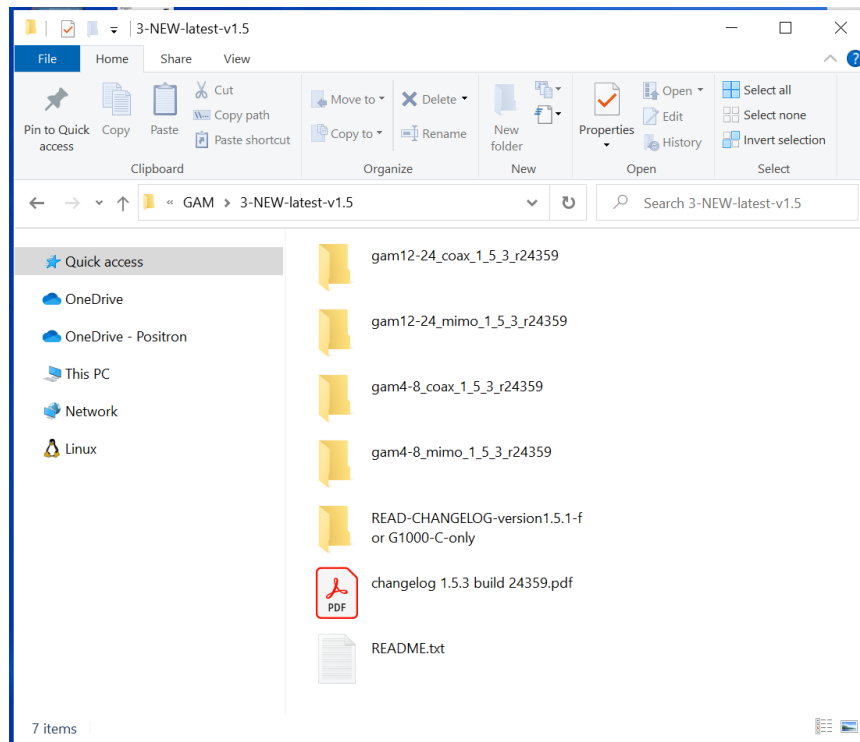 3-NEW-latest-v1.5
File Home Share View
Pin to Quick access
Copy
Paste
Cut
Copy path
Paste shortcut
Clipboard
Move to
Copy to
Delete
Rename
Organize
New folder
New
Properties
Open
Edit
History
Open
Select all
Select none
Invert selection
Select
« GAM > 3-NEW-latest-v1.5
Search 3-NEW-latest-v1.5
Quick access
OneDrive
OneDrive - Positron
This PC
Network
Linux
gam12-24_coax_1_5_3_r24359
gam12-24_mimo_1_5_3_r24359
gam4-8_coax_1_5_3_r24359
gam4-8_mimo_1_5_3_r24359
READ-CHANGELOG-version1.5.1-f
or G1000-C-only
PDF
changelog 1.5.3 build 24359.pdf
README.txt
7 items